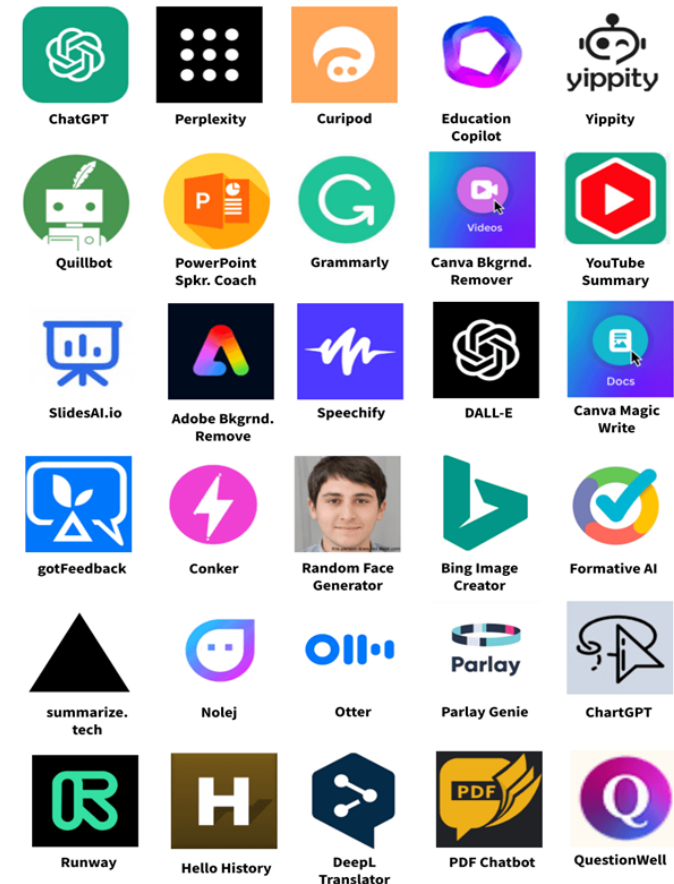 ChatGPT
Perplexity
Curipod
Education
Copilot
yippity
Yippity
Quillbot
P
PowerPoint
Spkr. Coach
G
Grammarly
Videos
Canva Bkgrnd.
Remover
YouTube
Summary
SlidesAI.io
Adobe Bkgrnd.
Remove
Speechify
DALL-E
Docs
Canva Magic
Write
gotFeedback
Conker
Random Face
Generator
Bing Image
Creator
Formative AI
summarize.
tech
Nolej
Otter
Parlay
Parlay Genie
ChartGPT
R
Runway
H
Hello History
DeepL
Translator
PDF
PDF Chatbot
Q
QuestionWell